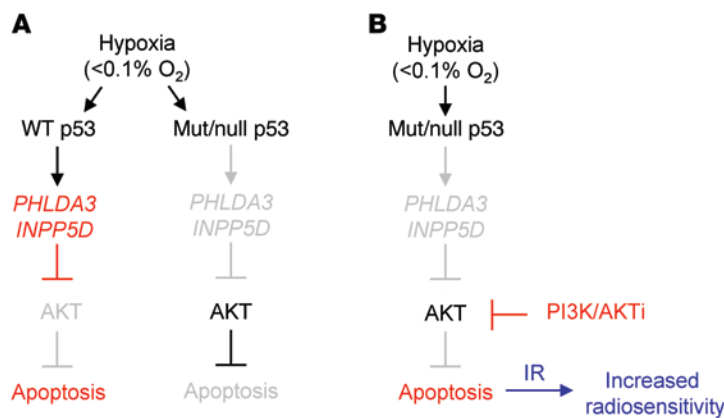 A
Hypoxia
(<0.1% O₂)
WT p53
Mut/null p53
PHLDA3
INPP5D
PHLDA3
INPP5D
AKT
AKT
Apoptosis
Apoptosis
B
Hypoxia
(<0.1% O₂)
Mut/null p53
PHLDA3
INPP5D
AKT
PI3K/AKTi
Apoptosis
IR
Increased
radiosensitivity